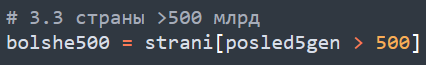 # 3.3 страны >500 млрд
bolshe500 = strani[posled5gen > 500]